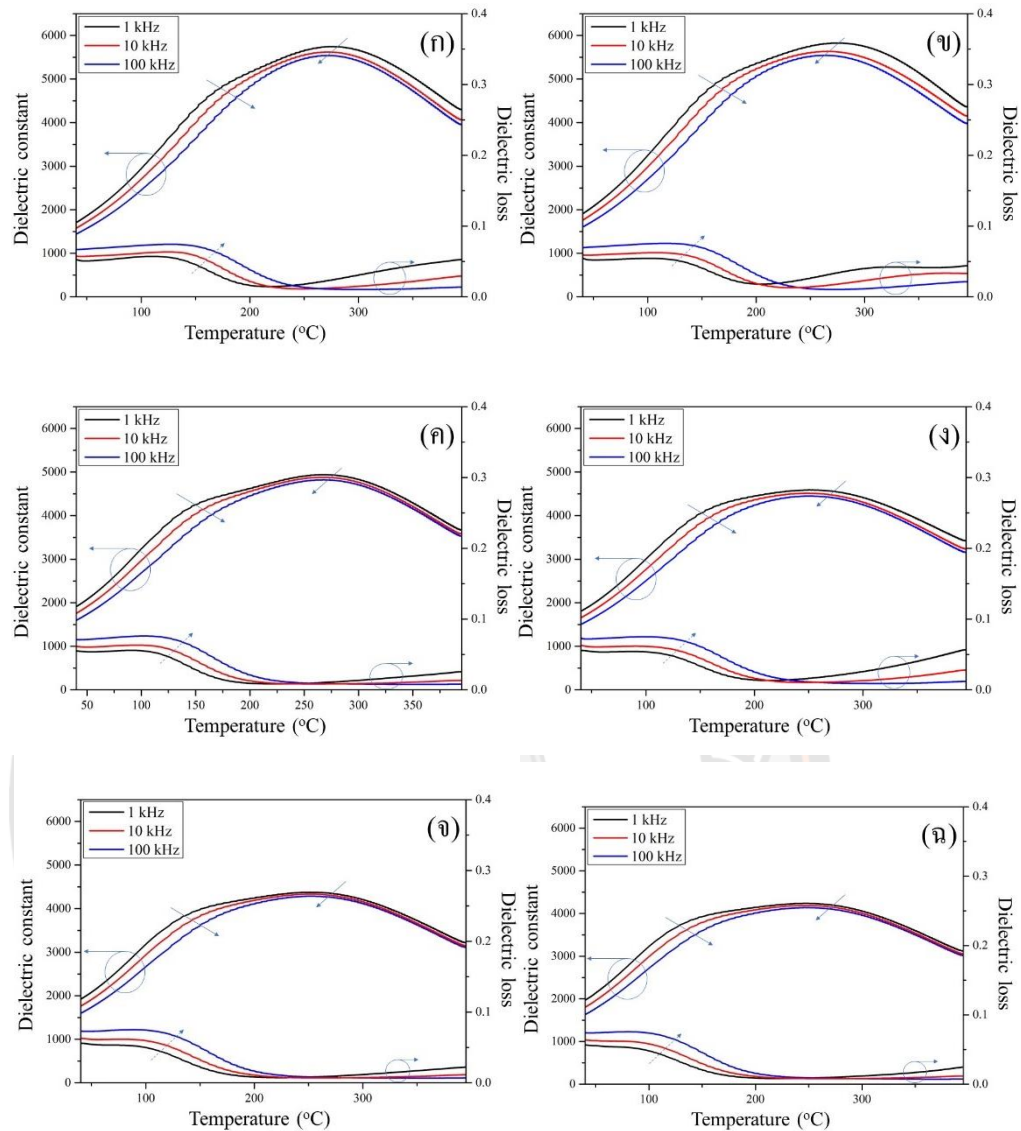 1 kHz
10 kHz
100 kHz
(ก)
Dielectric constant
6000
5000
4000
3000
2000
1000
0
100
200
300
Temperature (°C)
0.4
0.3
0.2
0.1
0.0
Dielectric loss
1 kHz
10 kHz
100 kHz
(ข)
Dielectric constant
6000
5000
4000
3000
2000
1000
0
100
200
300
Temperature (°C)
0.4
0.3
0.2
0.1
0.0
Dielectric loss
1 kHz
10 kHz
100 kHz
(ค)
Dielectric constant
6000
5000
4000
3000
2000
1000
0
50
100
150
200
250
300
350
Temperature (°C)
0.4
0.3
0.2
0.1
0.0
Dielectric loss
1 kHz
10 kHz
100 kHz
(ง)
Dielectric constant
6000
5000
4000
3000
2000
1000
0
100
200
300
Temperature (°C)
0.4
0.3
0.2
0.1
0.0
Dielectric loss
1 kHz
10 kHz
100 kHz
(จ)
Dielectric constant
6000
5000
4000
3000
2000
1000
0
100
200
300
Temperature (°C)
0.4
0.3
0.2
0.1
0.0
Dielectric loss
1 kHz
10 kHz
100 kHz
(ฉ)
Dielectric constant
6000
5000
4000
3000
2000
1000
0
100
200
300
Temperature (°C)
0.4
0.3
0.2
0.1
0.0
Dielectric loss